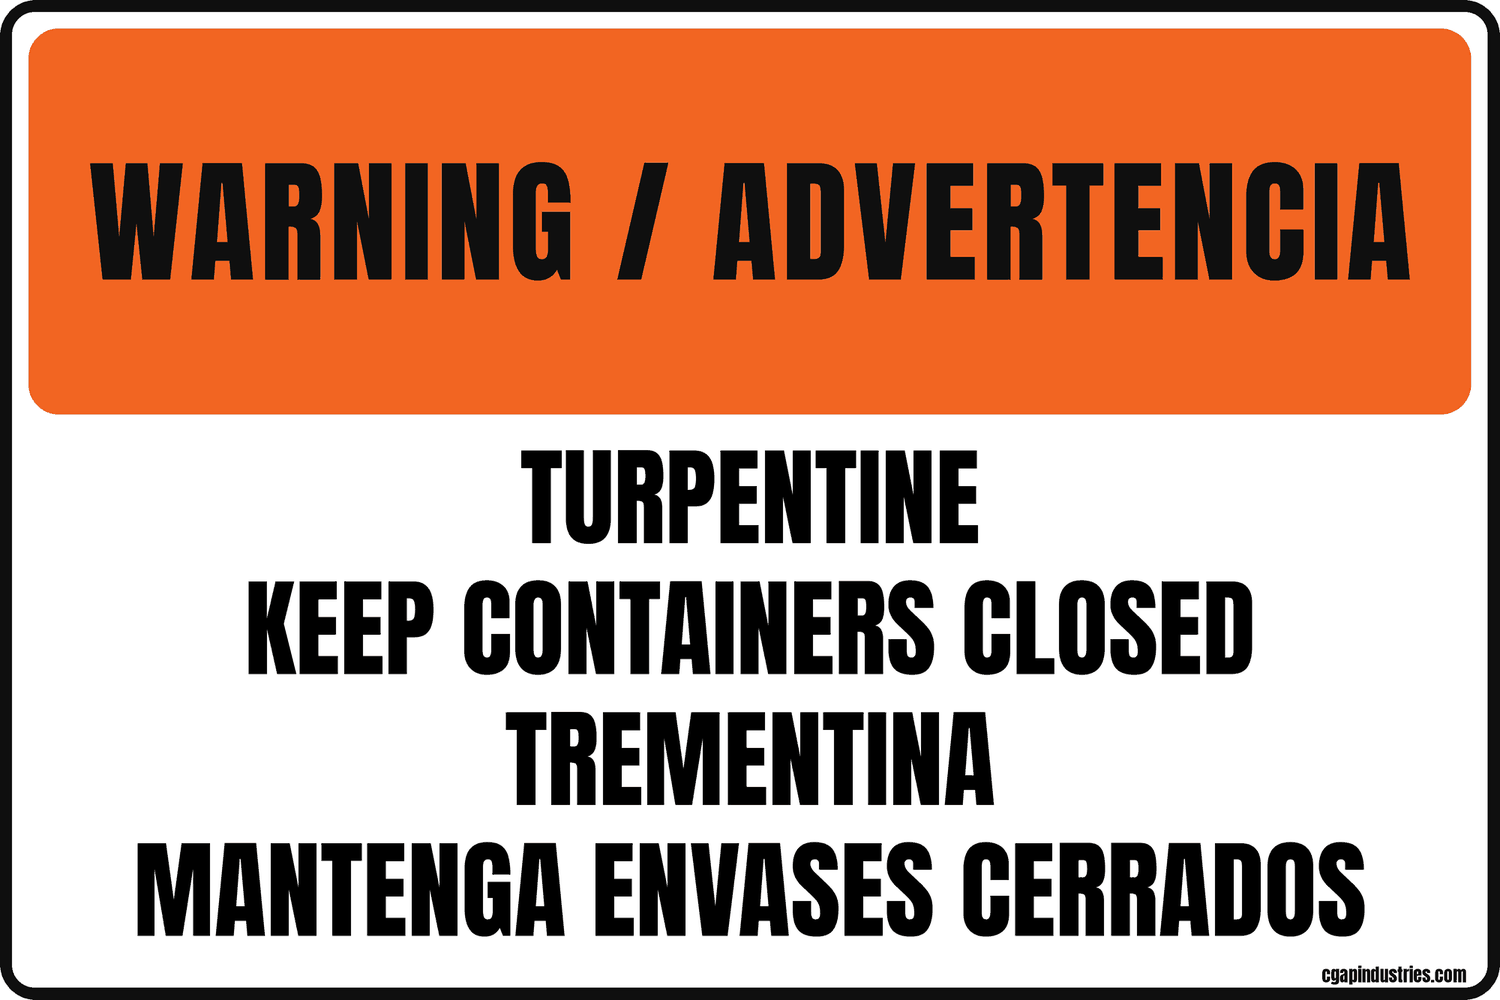 WARNING / ADVERTENCIA
TURPENTINE
KEEP CONTAINERS CLOSED
TREMENTINA
MANTENGA ENVASES CERRADOS
cgapindustries.com